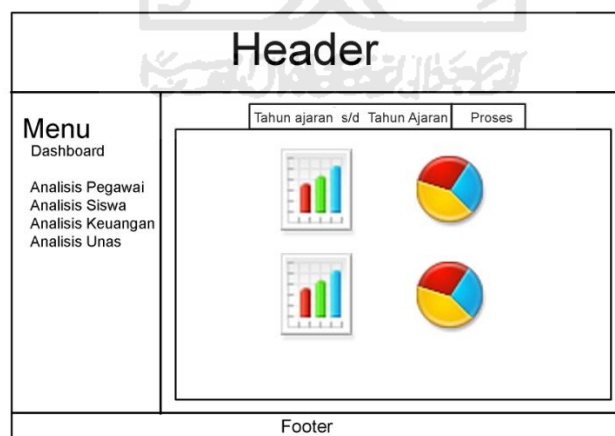 Header
Menu
Dashboard
Analisis Pegawai
Analisis Siswa
Analisis Keuangan
Analisis Unas
Tahun ajaran s/d Tahun Ajaran
Proses
Footer